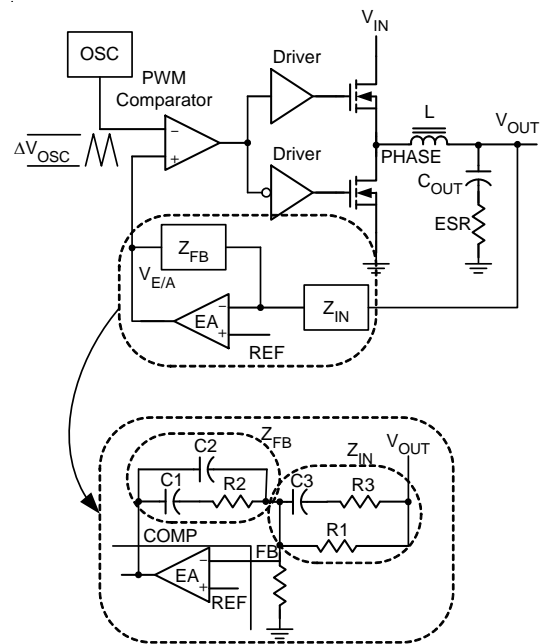 V_IN
OSC
PWM
Comparator
Driver
L
V_OUT
ΔV_OSC
−
+
PHASE
Driver
C_OUT
ESR
Z_FB
V_E/A
−
EA
+
Z_IN
REF
Z_FB
C2
C1
R2
Z_IN
V_OUT
C3
R3
R1
COMP
FB
−
EA
+
REF